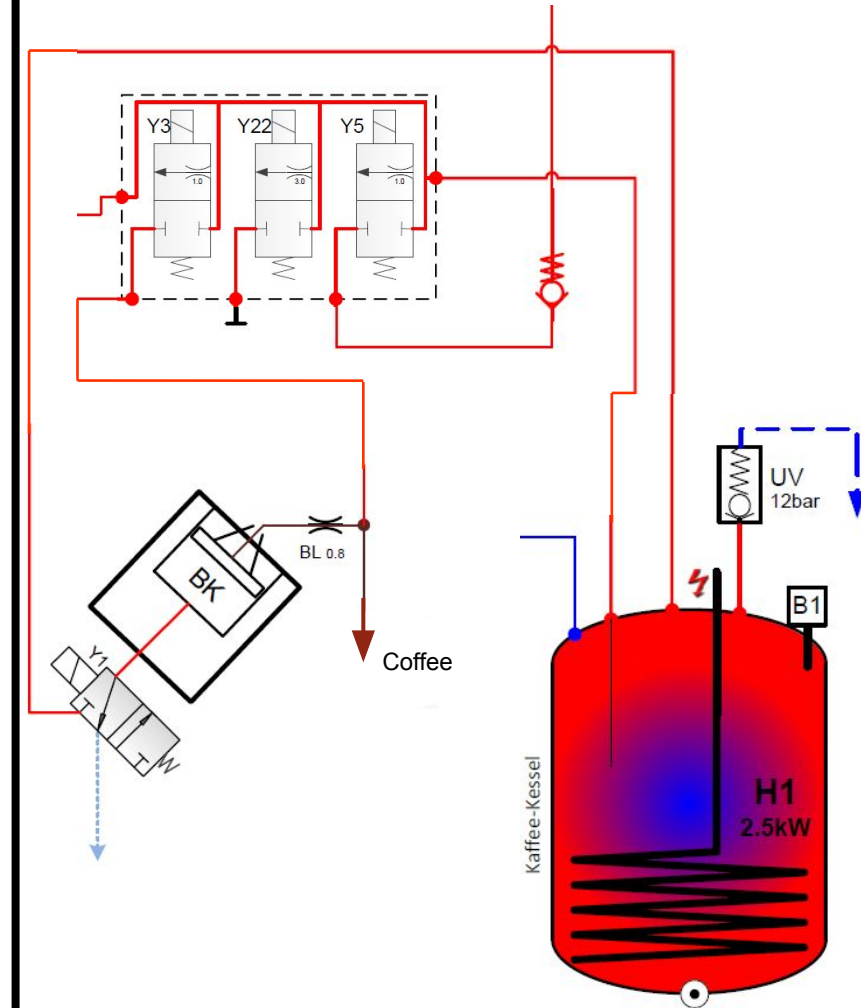 Y3
Y22
Y5
1.0
3.0
1.0
UV
12bar
BL 0.8
BK
B1
Y1
Coffee
Kaffee-Kessel
H1
2.5kW